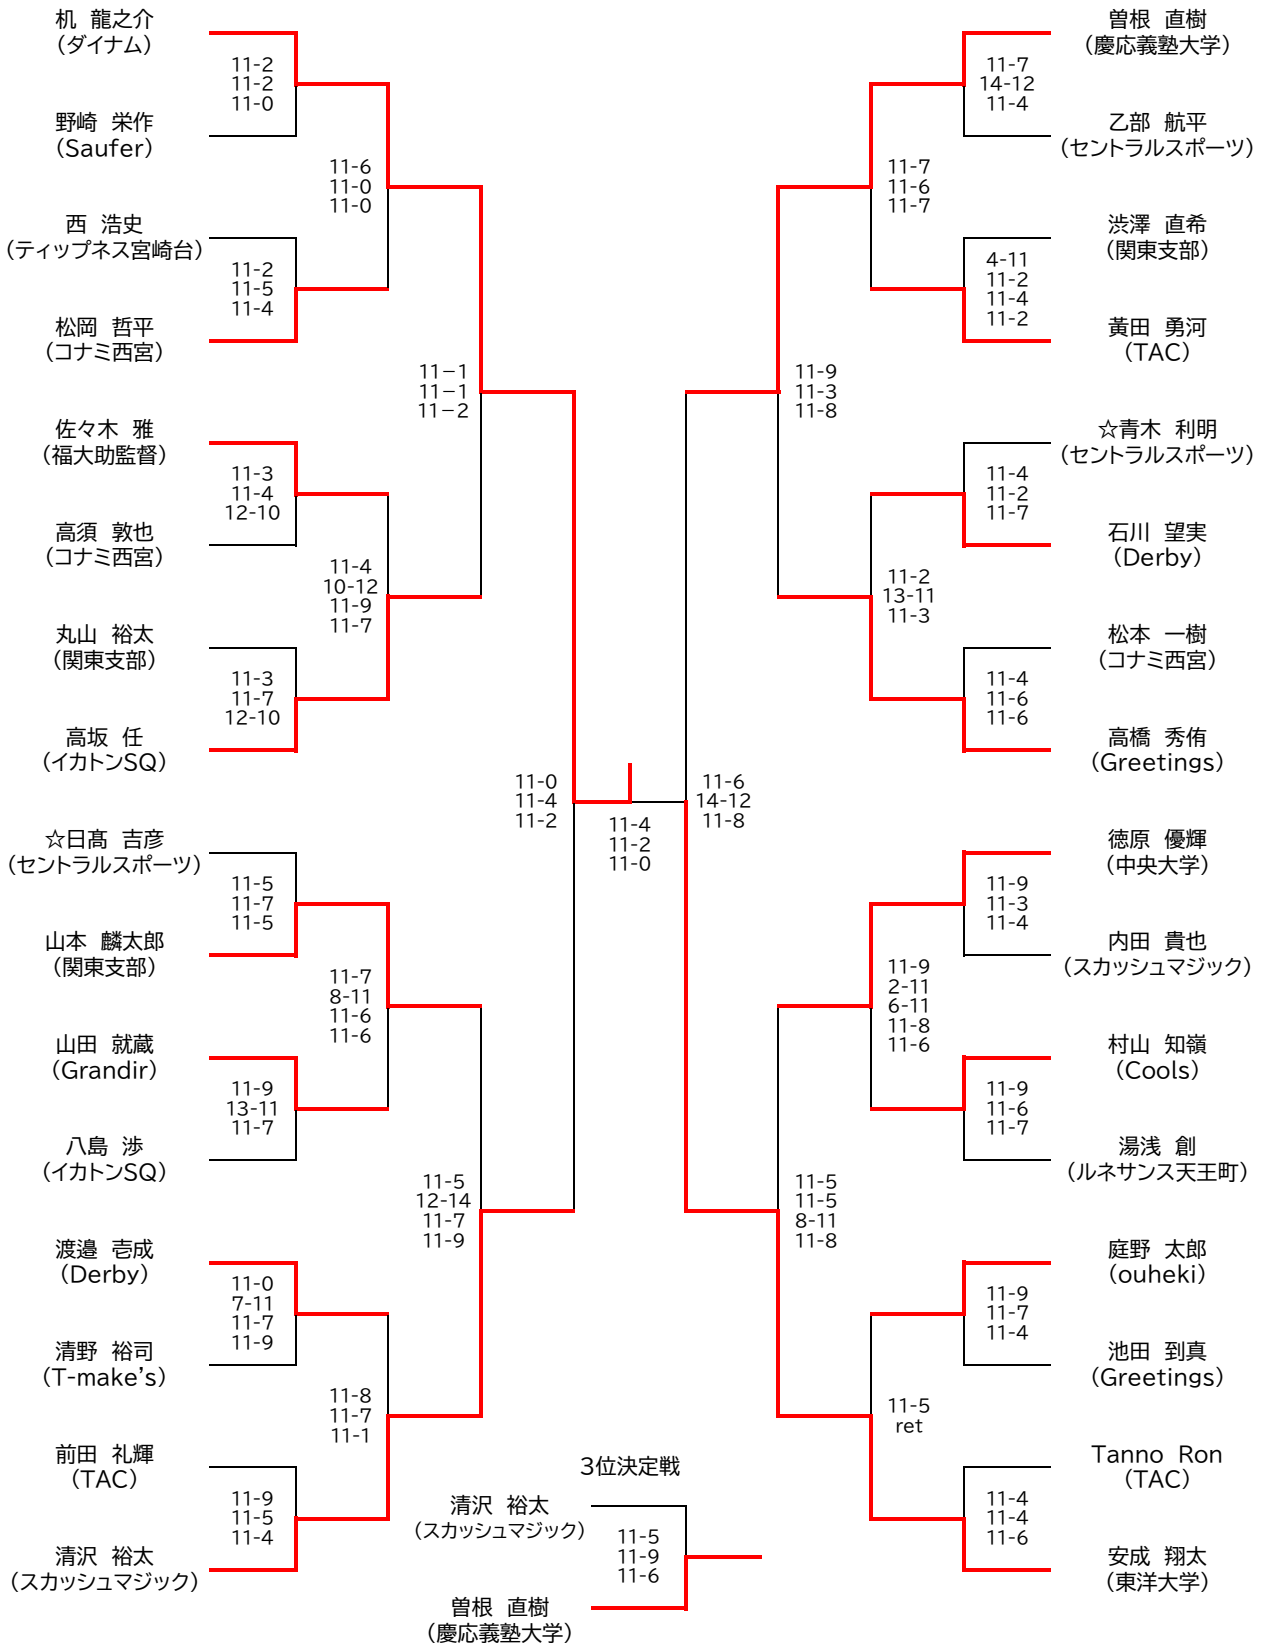 机 龍之介
（ダイナム）
11-2
11-2
11-0
野崎 栄作
（Saufer）
11-6
11-0
11-0
西 浩史
（ティップネス宮崎台）
11-2
11-5
11-4
松岡 哲平
（コナミ西宮）
11－1
11－1
11－2
佐々木 雅
（福大助監督）
11-3
11-4
12-10
高須 敦也
（コナミ西宮）
11-4
10-12
11-9
11-7
丸山 裕太
（関東支部）
11-3
11-7
12-10
高坂 任
（イカトンSQ）
11-0
11-4
11-2
☆日髙 吉彦
（セントラルスポーツ）
11-5
11-7
11-5
山本 麟太郎
（関東支部）
11-7
8-11
11-6
11-6
山田 就蔵
（Grandir）
11-9
13-11
11-7
八島 渉
（イカトンSQ）
11-5
12-14
11-7
11-9
渡邉 壱成
（Derby）
11-0
7-11
11-7
11-9
清野 裕司
（T-make's）
11-8
11-7
11-1
前田 礼輝
（TAC）
11-9
11-5
11-4
清沢 裕太
（スカッシュマジック）
11-4
11-2
11-0
曽根 直樹
（慶応義塾大学）
11-7
14-12
11-4
乙部 航平
（セントラルスポーツ）
11-7
11-6
11-7
渋澤 直希
（関東支部）
4-11
11-2
11-4
11-2
黃田 勇河
（TAC）
11-9
11-3
11-8
☆青木 利明
（セントラルスポーツ）
11-4
11-2
11-7
石川 望実
（Derby）
11-2
13-11
11-3
松本 一樹
（コナミ西宮）
11-4
11-6
11-6
高橋 秀侑
（Greetings）
11-6
14-12
11-8
徳原 優輝
（中央大学）
11-9
11-3
11-4
内田 貴也
（スカッシュマジック）
11-9
2-11
6-11
11-8
11-6
村山 知嶺
（Cools）
11-9
11-6
11-7
湯浅 創
（ルネサンス天王町）
11-5
11-5
8-11
11-8
庭野 太郎
（ouheki）
11-9
11-7
11-4
池田 到真
（Greetings）
11-5
ret
Tanno Ron
（TAC）
11-4
11-4
11-6
安成 翔太
（東洋大学）
3位決定戦
清沢 裕太
（スカッシュマジック）
11-5
11-9
11-6
曽根 直樹
（慶応義塾大学）